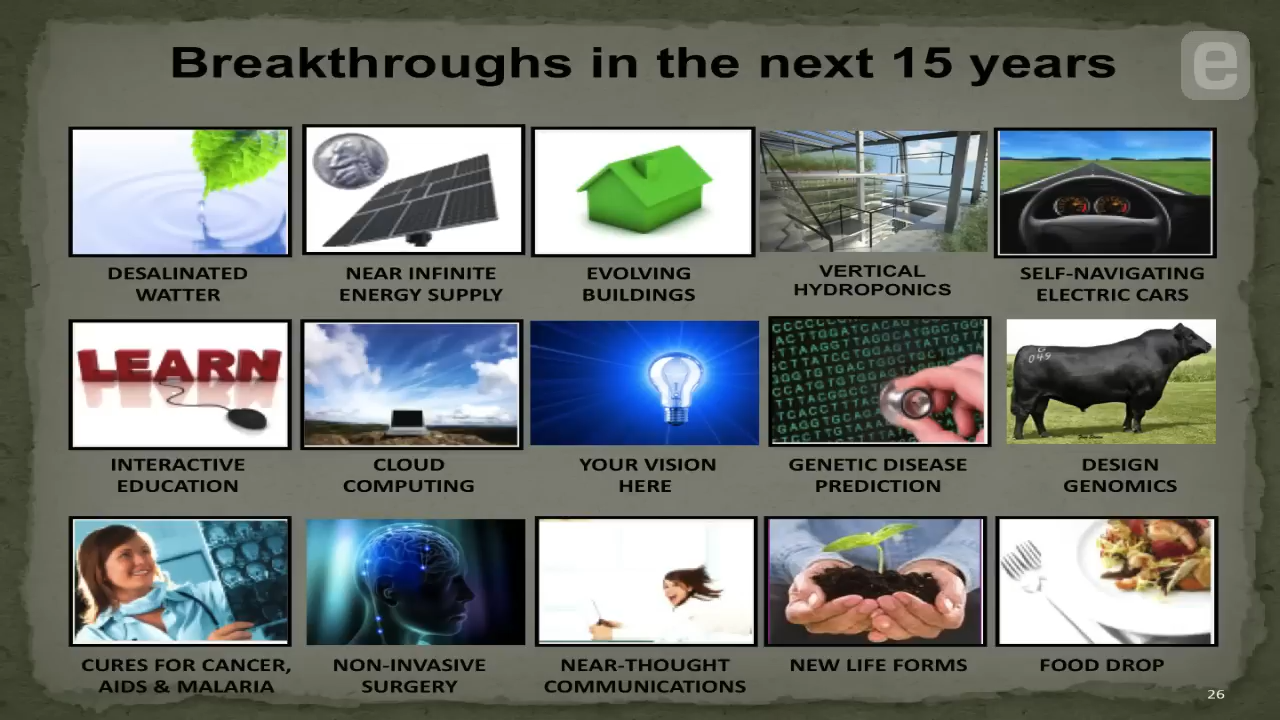 Breakthroughs in the next 15 years
e
DESALINATED
WATTER
NEAR INFINITE
ENERGY SUPPLY
EVOLVING
BUILDINGS
VERTICAL
HYDROPONICS
SELF-NAVIGATING
ELECTRIC CARS
LEARN
049
INTERACTIVE
EDUCATION
CLOUD
COMPUTING
YOUR VISION
HERE
GENETIC DISEASE
PREDICTION
DESIGN
GENOMICS
CURES FOR CANCER,
AIDS & MALARIA
NON-INVASIVE
SURGERY
NEAR-THOUGHT
COMMUNICATIONS
NEW LIFE FORMS
FOOD DROP
26